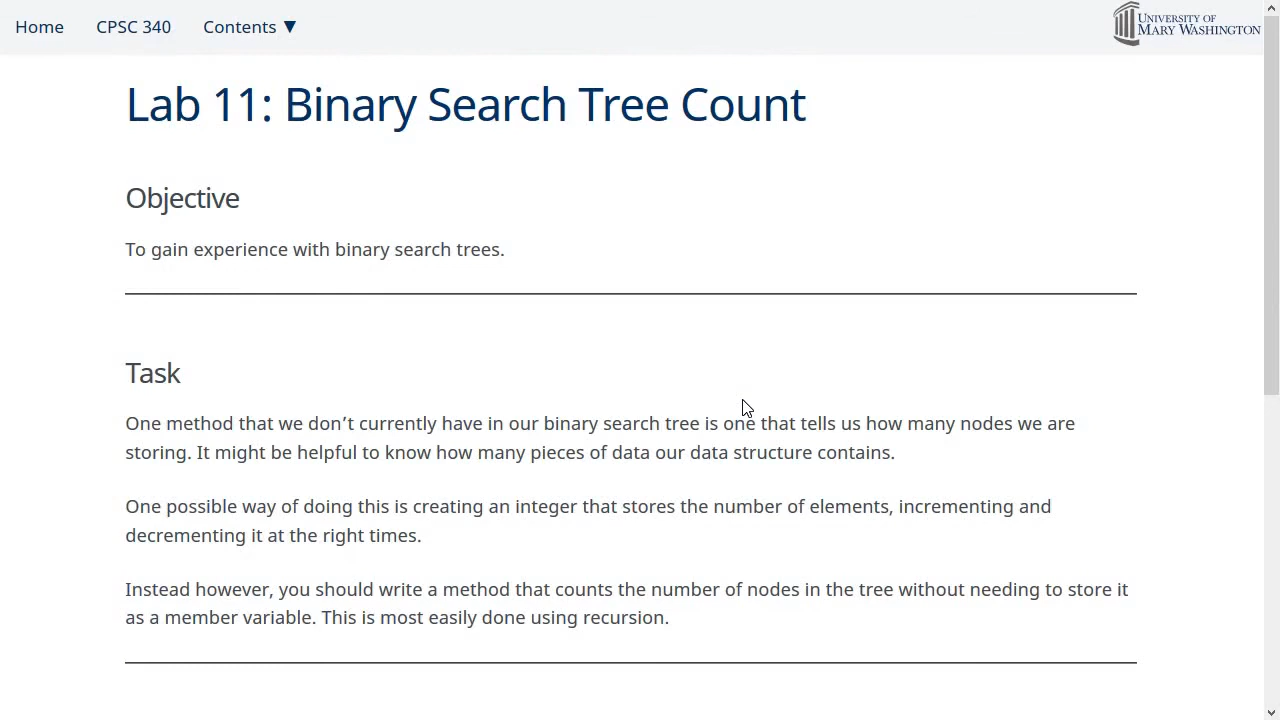 Home CPSC 340 Contents ▼
UNIVERSITY OF
MARY WASHINGTON
Lab 11: Binary Search Tree Count
Objective
To gain experience with binary search trees.
Task
One method that we don’t currently have in our binary search tree is one that tells us how many nodes we are
storing. It might be helpful to know how many pieces of data our data structure contains.
One possible way of doing this is creating an integer that stores the number of elements, incrementing and
decrementing it at the right times.
Instead however, you should write a method that counts the number of nodes in the tree without needing to store it
as a member variable. This is most easily done using recursion.